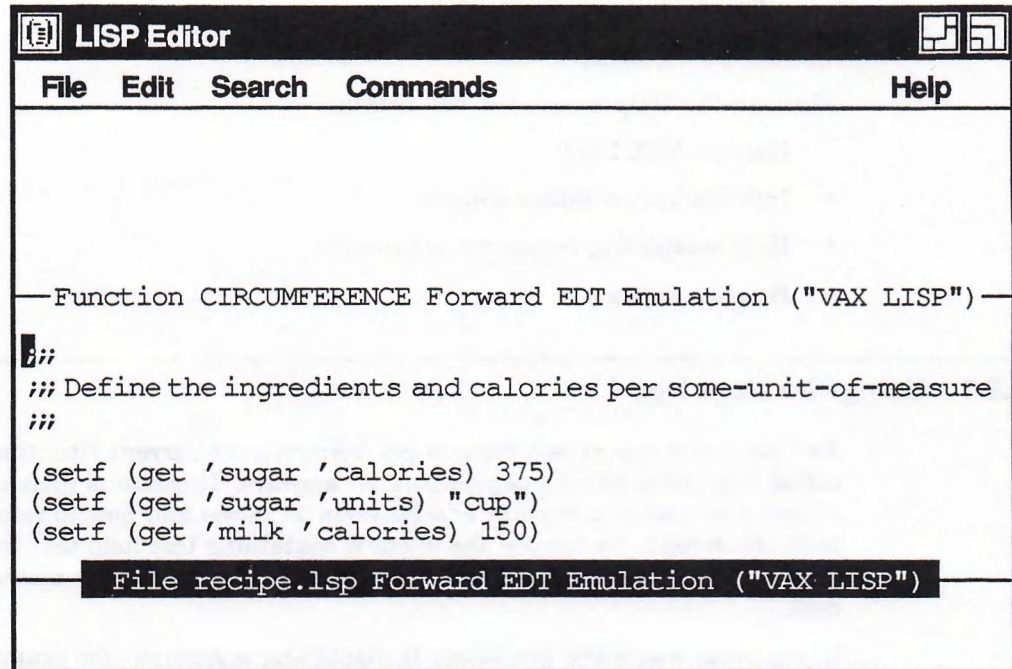 LISP Editor
File Edit Search Commands Help
Function CIRCUMFERENCE Forward EDT Emulation ("VAX LISP")
;;;
;;; Define the ingredients and calories per some-unit-of-measure
;;;
(setf (get 'sugar 'calories) 375)
(setf (get 'sugar 'units) "cup")
(setf (get 'milk 'calories) 150)
File recipe.lsp Forward EDT Emulation ("VAX LISP")